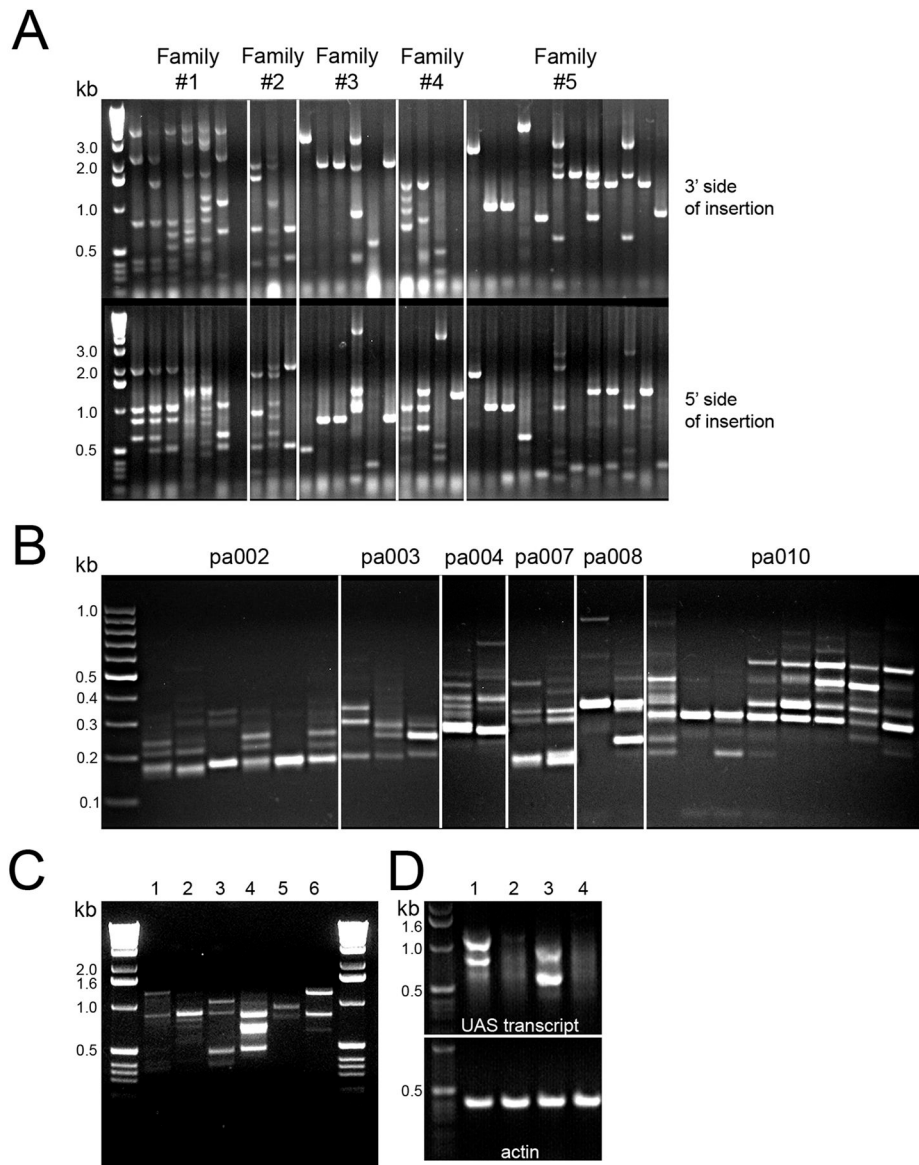 A
Family #1
Family #2
Family #3
Family #4
Family #5
kb
3.0
2.0
1.0
0.5
3' side
of insertion
3.0
2.0
1.0
0.5
5' side
of insertion
B
kb
pa002 pa003 pa004 pa007 pa008 pa010
1.0
0.5
0.4
0.3
0.2
0.1
C
kb
1 2 3 4 5 6
2.0
1.6
1.0
0.5
D
kb
1 2 3 4
1.6
1.0
0.5
UAS transcript
0.5
actin